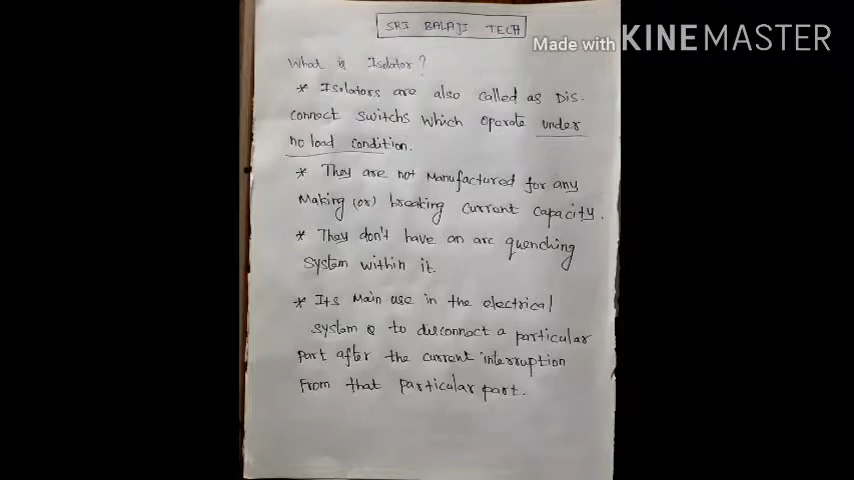 SRI BALAJI TECH
Made with KINEMASTER
What is Isolator?
* Isolators are also called as Dis-
connect switchs which operate under
no load condition.
* They are not Manufactured for any
Making (or) breaking current capacity.
* They don't have an arc quenching
System within it
* Its Main use in the electrical
system is to disconnect a particular
part after the current interruption
From that particular part.